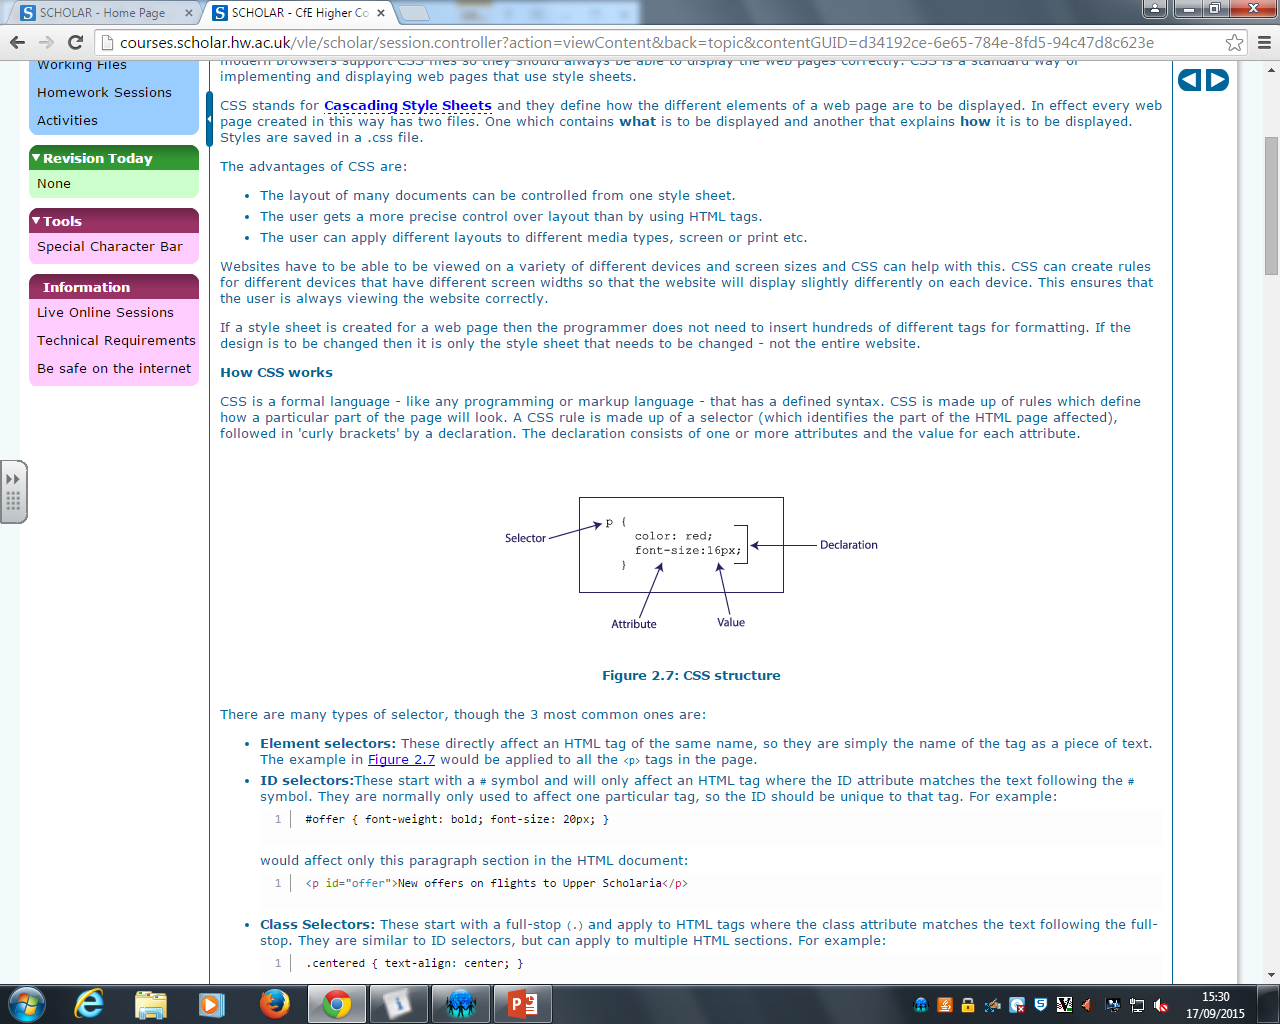 SCHOLAR - Home Page
SCHOLAR - CfE Higher Co
courses.scholar.hw.ac.uk/vle/scholar/session.controller?action=viewContent&back=topic&contentGUID=d34192ce-6e65-784e-8fd5-94c47d8c623e
Working Files
Homework Sessions
Activities
Revision Today
None
Tools
Special Character Bar
Information
Live Online Sessions
Technical Requirements
Be safe on the internet
modern browsers support CSS files so they should always be able to display the web pages correctly. CSS is a standard way of
implementing and displaying web pages that use style sheets.
CSS stands for Cascading Style Sheets and they define how the different elements of a web page are to be displayed. In effect every web
page created in this way has two files. One which contains what is to be displayed and another that explains how it is to be displayed.
Styles are saved in a .css file.
The advantages of CSS are:
• The layout of many documents can be controlled from one style sheet.
• The user gets a more precise control over layout than by using HTML tags.
• The user can apply different layouts to different media types, screen or print etc.
Websites have to be able to be viewed on a variety of different devices and screen sizes and CSS can help with this. CSS can create rules
for different devices that have different screen widths so that the website will display slightly differently on each device. This ensures that
the user is always viewing the website correctly.
If a style sheet is created for a web page then the programmer does not need to insert hundreds of different tags for formatting. If the
design is to be changed then it is only the style sheet that needs to be changed - not the entire website.
How CSS works
CSS is a formal language - like any programming or markup language - that has a defined syntax. CSS is made up of rules which define
how a particular part of the page will look. A CSS rule is made up of a selector (which identifies the part of the HTML page affected),
followed in 'curly brackets' by a declaration. The declaration consists of one or more attributes and the value for each attribute.
p {
Selector
color: red;
font-size:16px;
Declaration
}
Attribute
Value
Figure 2.7: CSS structure
There are many types of selector, though the 3 most common ones are:
• Element selectors: These directly affect an HTML tag of the same name, so they are simply the name of the tag as a piece of text.
The example in Figure 2.7 would be applied to all the <p> tags in the page.
• ID selectors:These start with a # symbol and will only affect an HTML tag where the ID attribute matches the text following the #
symbol. They are normally only used to affect one particular tag, so the ID should be unique to that tag. For example:
1 #offer { font-weight: bold; font-size: 20px; }
would affect only this paragraph section in the HTML document:
1 <p id="offer">New offers on flights to Upper Scholaria</p>
• Class Selectors: These start with a full-stop (.) and apply to HTML tags where the class attribute matches the text following the full-
stop. They are similar to ID selectors, but can apply to multiple HTML sections. For example:
1 .centered { text-align: center; }
15:30
17/09/2015